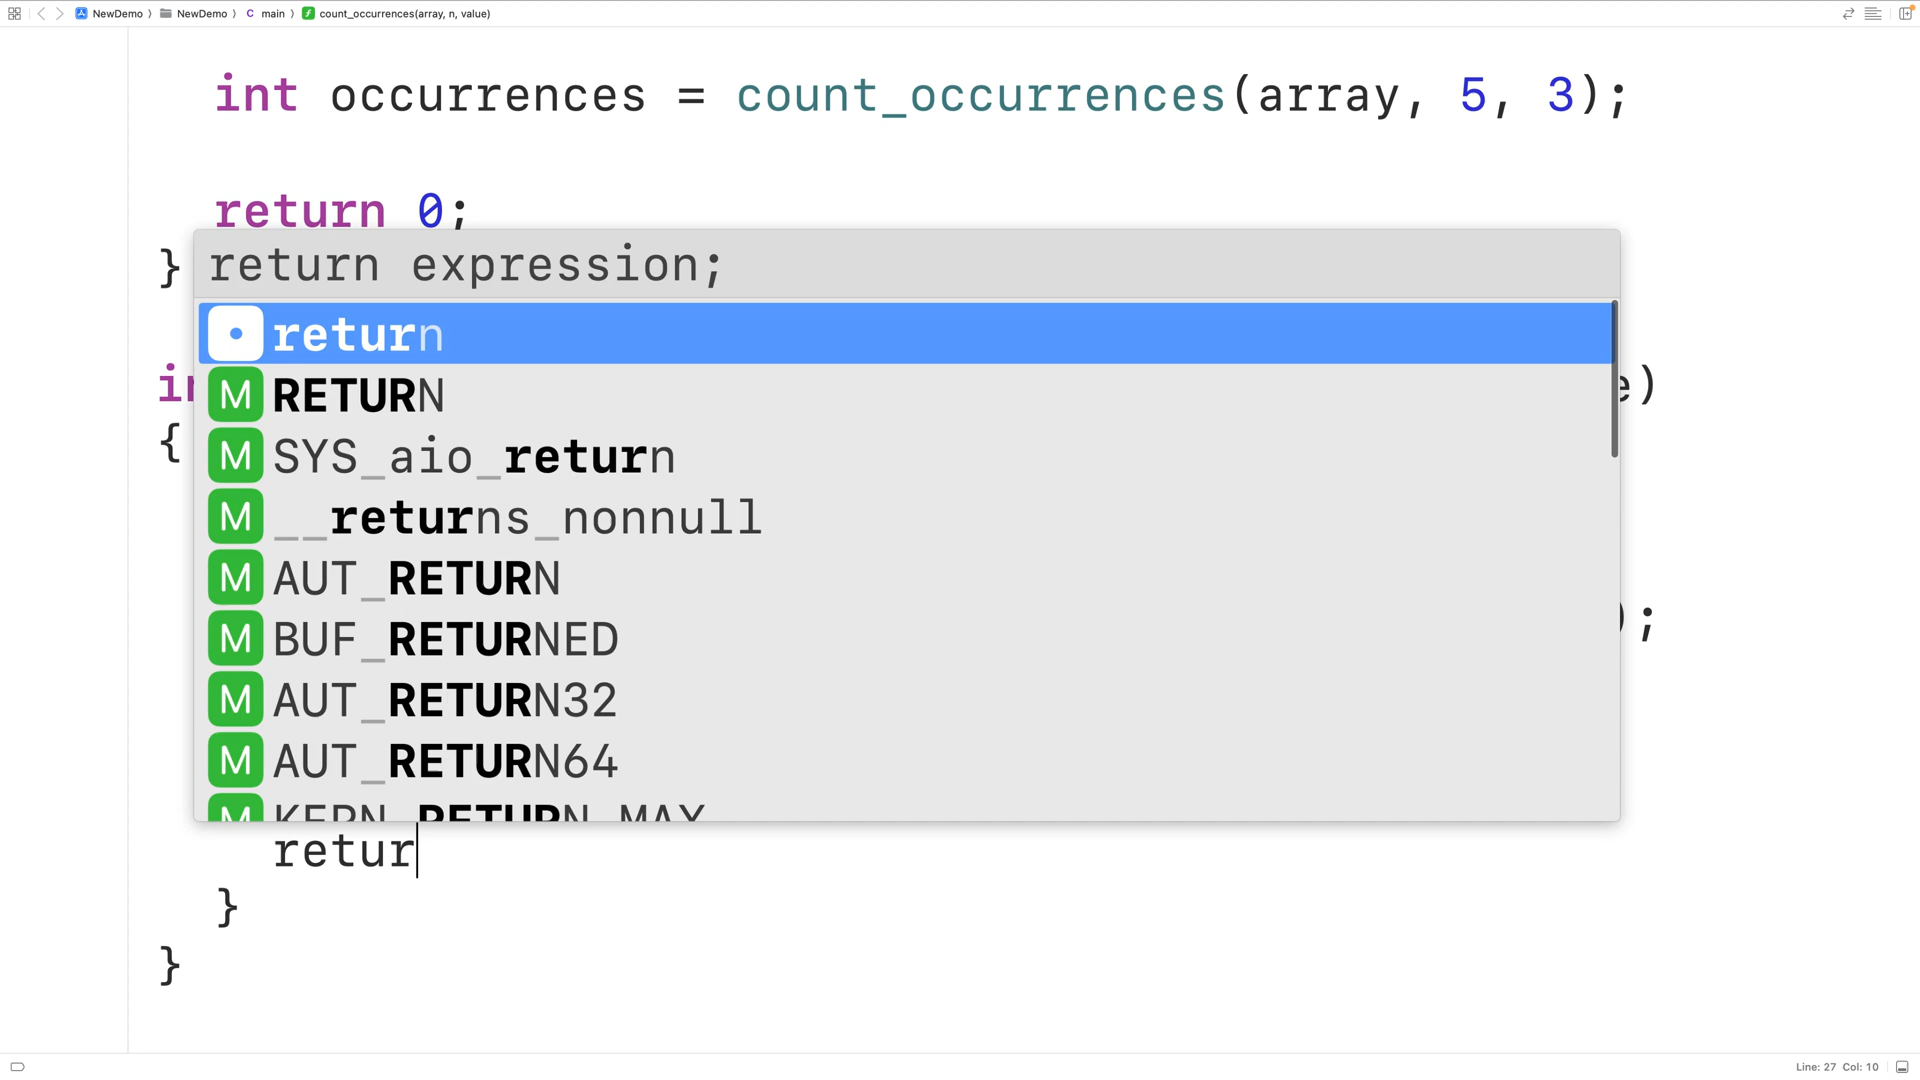 NewDemo 〉 NewDemo 〉 C main 〉 f count_occurrences(array, n, value)
int occurrences = count_occurrences(array, 5, 3);
return 0;
} return expression;
return
M RETURN
)
{ M SYS_aio_return
M __returns_nonnull
M AUT_RETURN
M BUF_RETURNED
);
M AUT_RETURN32
M AUT_RETURN64
M KERN_RETURN_MAX
retur
}
}
Line: 27 Col: 10